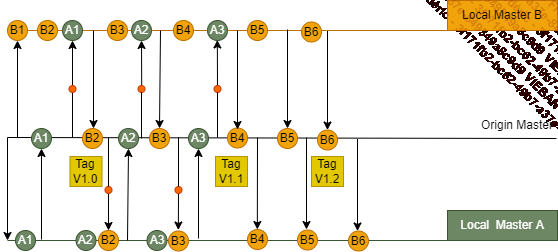 B1 B2 A1 B3 A2 B4 A3 B5 B6 Local Master B
Origin Master
A1 B2 A2 B3 A3 B4 B5 B6
Tag
V1.0
Tag
V1.1
Tag
V1.2
A1 A2 B2 A3 B3 B4 B5 B6 Local Master A